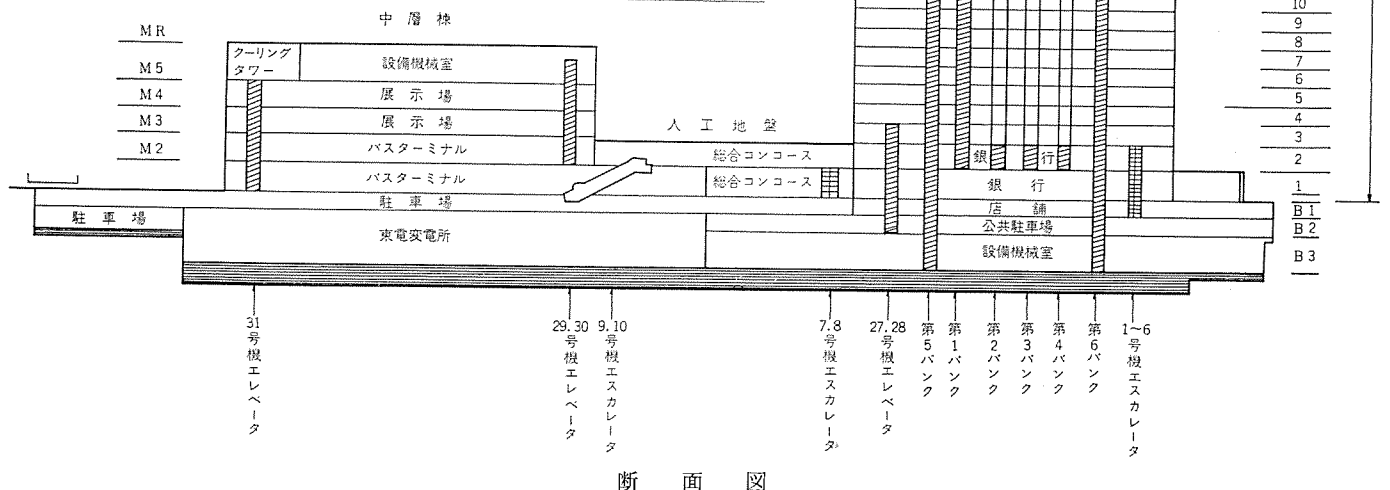 中層棟
MR
M5
M4
M3
M2
クーリング
タワー
設備機械室
展示場
展示場
バスターミナル
バスターミナル
駐車場
駐車場
東電変電所
人工地盤
総合コンコース
総合コンコース
銀行
銀行
店舗
公共駐車場
設備機械室
10
9
8
7
6
5
4
3
2
1
B1
B2
B3
31号機エレベータ
29.30号機エレベータ
9.10号機エスカレータ
7.8号機エスカレータ
27.28号機エレベータ
第5バンク
第1バンク
第2バンク
第3バンク
第4バンク
第6バンク
1~6号機エスカレータ
断面図